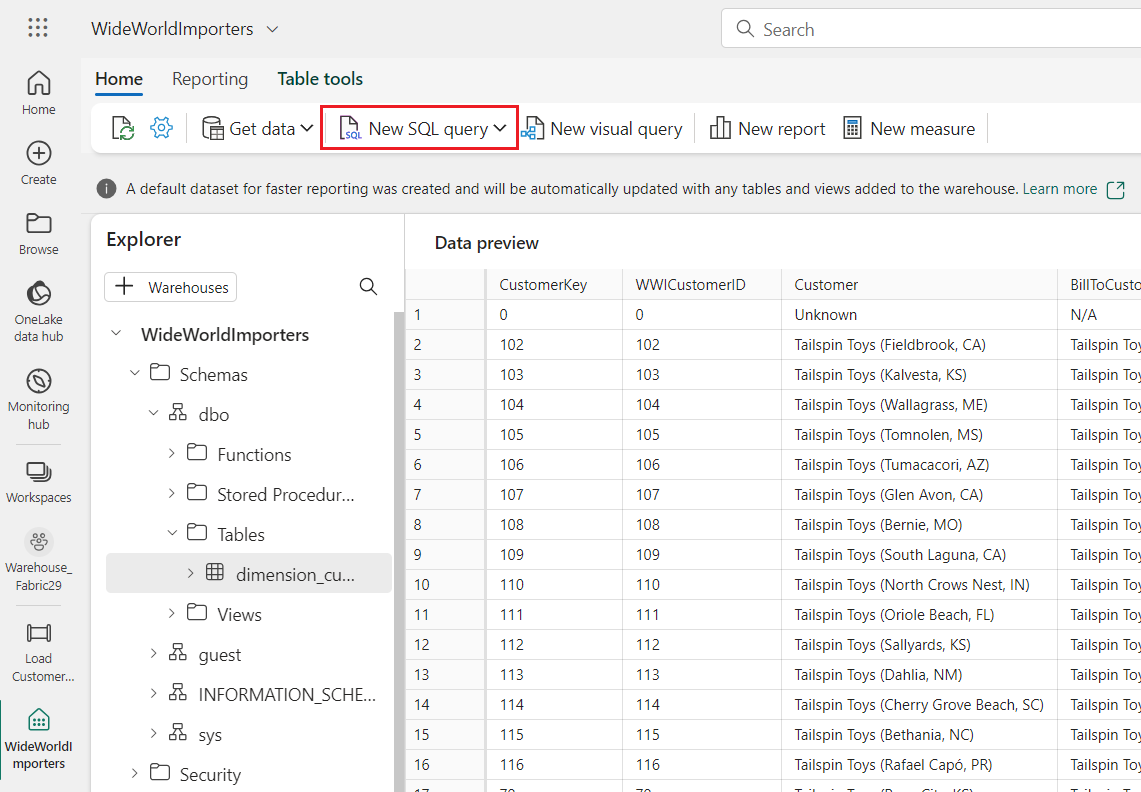 WideWorldImporters
Search
Home
Reporting
Table tools
Get data
SQL
New SQL query
New visual query
New report
New measure
A default dataset for faster reporting was created and will be automatically updated with any tables and views added to the warehouse. Learn more
Home
Create
Browse
OneLake
data hub
Monitoring
hub
Workspaces
Warehouse_
Fabric29
Load
Customer...
WideWorldI
mporters
Explorer
Warehouses
WideWorldImporters
Schemas
dbo
Functions
Stored Procedur...
Tables
dimension_cu...
Views
guest
INFORMATION_SCHE...
sys
Security
Data preview
CustomerKey WWICustomerID Customer BillToCusto
1 0 0 Unknown N/A
2 102 102 Tailspin Toys (Fieldbrook, CA) Tailspin Toy
3 103 103 Tailspin Toys (Kalvesta, KS) Tailspin Toy
4 104 104 Tailspin Toys (Wallagrass, ME) Tailspin Toy
5 105 105 Tailspin Toys (Tomnolen, MS) Tailspin Toy
6 106 106 Tailspin Toys (Tumacacori, AZ) Tailspin Toy
7 107 107 Tailspin Toys (Glen Avon, CA) Tailspin Toy
8 108 108 Tailspin Toys (Bernie, MO) Tailspin Toy
9 109 109 Tailspin Toys (South Laguna, CA) Tailspin Toy
10 110 110 Tailspin Toys (North Crows Nest, IN) Tailspin Toy
11 111 111 Tailspin Toys (Oriole Beach, FL) Tailspin Toy
12 112 112 Tailspin Toys (Sallyards, KS) Tailspin Toy
13 113 113 Tailspin Toys (Dahlia, NM) Tailspin Toy
14 114 114 Tailspin Toys (Cherry Grove Beach, SC) Tailspin Toy
15 115 115 Tailspin Toys (Bethania, NC) Tailspin Toy
16 116 116 Tailspin Toys (Rafael Capó, PR) Tailspin Toy